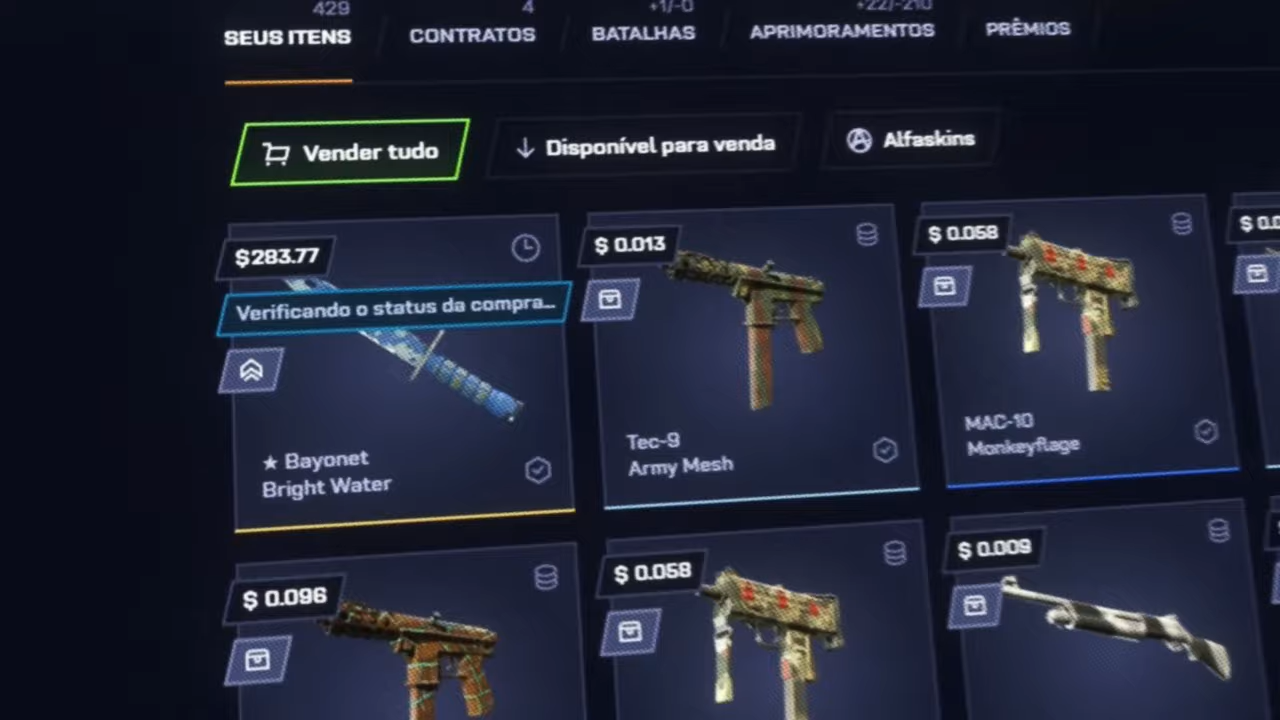 429
4
+1/-0
+22/-210
SEUS ITENS
CONTRATOS
BATALHAS
APRIMORAMENTOS
PRÊMIOS
Vender tudo
Disponível para venda
Alfaskins
$283.77
$ 0.013
$ 0.058
Verificando o status da compra...
★ Bayonet
Bright Water
Tec-9
Army Mesh
MAC-10
Monkeyflage
$ 0.096
$ 0.058
$ 0.009